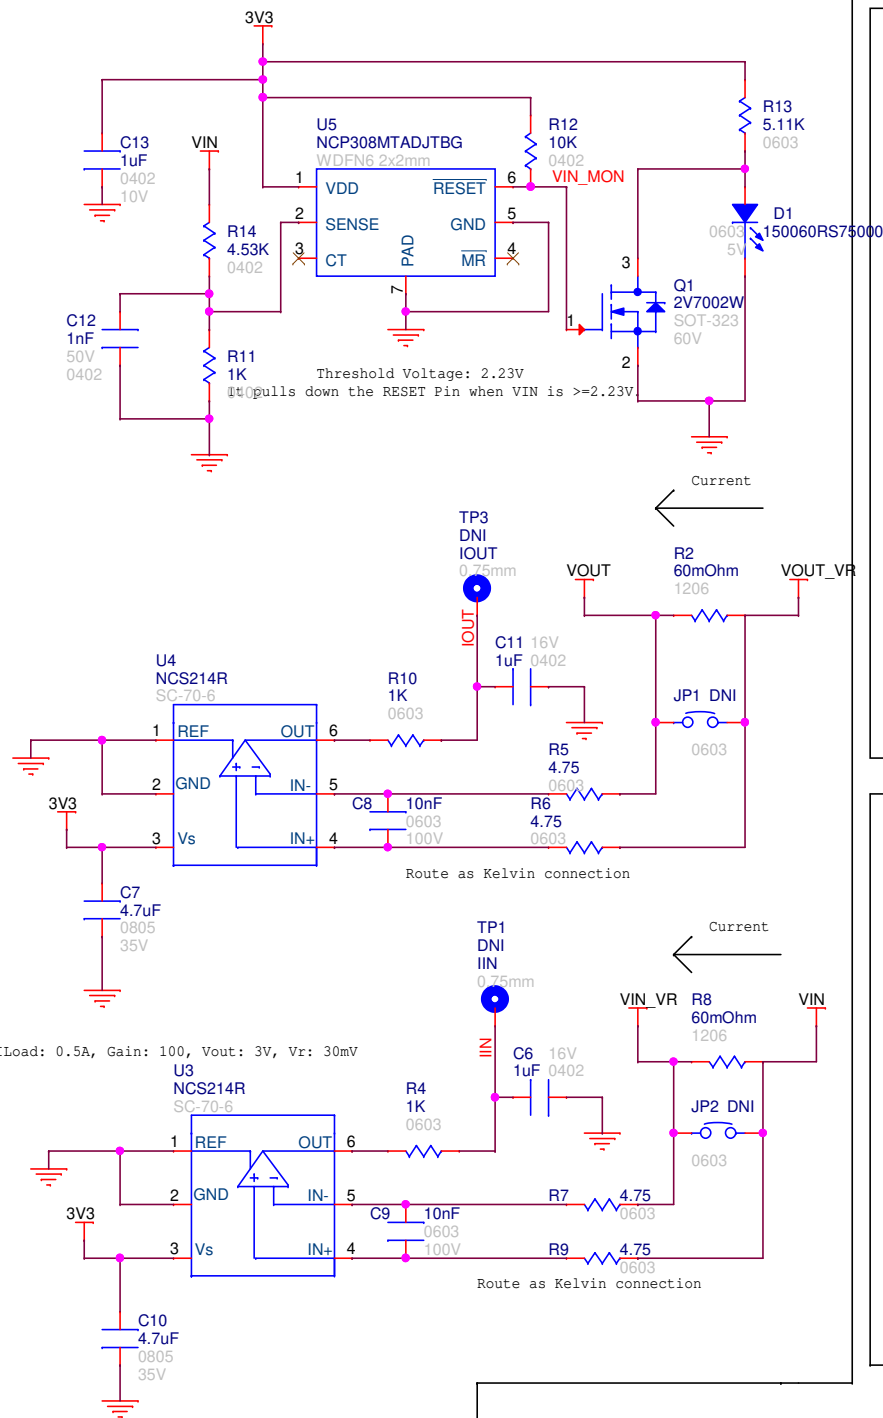 3V3
C13
1uF
0402
10V
VIN
U5
NCP308MTADJTBG
WDFN6 2x2mm
1
VDD
2
SENSE
3
CT
RESET
6
GND
5
MR
4
PAD
7
R12
10K
0402
VIN_MON
R13
5.11K
0603
D1
150060RS75000
0603
5V
R14
4.53K
0402
C12
1nF
50V
0402
R11
1K
0402
3
1
2
Q1
2V7002W
SOT-323
60V
Threshold Voltage: 2.23V
It pulls down the RESET Pin when VIN is >=2.23V.
Current
TP3
DNI
IOUT
0.75mm
IOUT
VOUT
R2
60mOhm
1206
VOUT_VR
C11
1uF
16V
0402
JP1 DNI
0603
U4
NCS214R
SC-70-6
1
REF
2
GND
3
Vs
OUT
6
IN-
5
IN+
4
R10
1K
0603
3V3
R5
4.75
0603
C8
10nF
0603
100V
R6
4.75
0603
Route as Kelvin connection
C7
4.7uF
0805
35V
Current
TP1
DNI
IIN
0.75mm
IIN
VIN_VR
R8
60mOhm
1206
VIN
Load: 0.5A, Gain: 100, Vout: 3V, Vr: 30mV
C6
1uF
16V
0402
JP2 DNI
0603
U3
NCS214R
SC-70-6
1
REF
2
GND
3
Vs
OUT
6
IN-
5
IN+
4
R4
1K
0603
3V3
R7
4.75
0603
C9
10nF
0603
100V
R9
4.75
0603
Route as Kelvin connection
C10
4.7uF
0805
35V